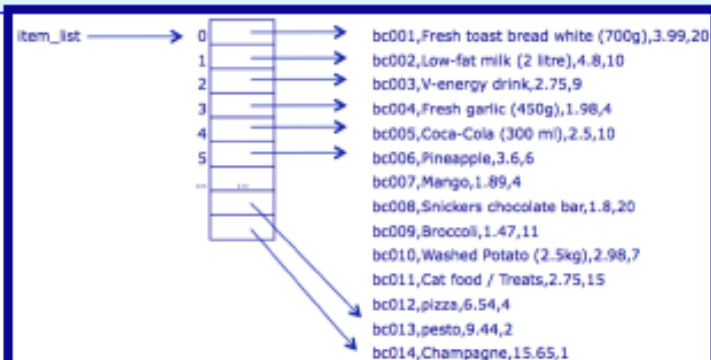 item_list
0
1
2
3
4
5
...
...
bc001,Fresh toast bread white (700g),3.99,20
bc002,Low-fat milk (2 litre),4.8,10
bc003,V-energy drink,2.75,9
bc004,Fresh garlic (450g),1.98,4
bc005,Coca-Cola (300 ml),2.5,10
bc006,Pineapple,3.6,6
bc007,Mango,1.89,4
bc008,Snickers chocolate bar,1.8,20
bc009,Broccoli,1.47,11
bc010,Washed Potato (2.5kg),2.98,7
bc011,Cat food / Treats,2.75,15
bc012,pizza,6.54,4
bc013,pesto,9.44,2
bc014,Champagne,15.65,1